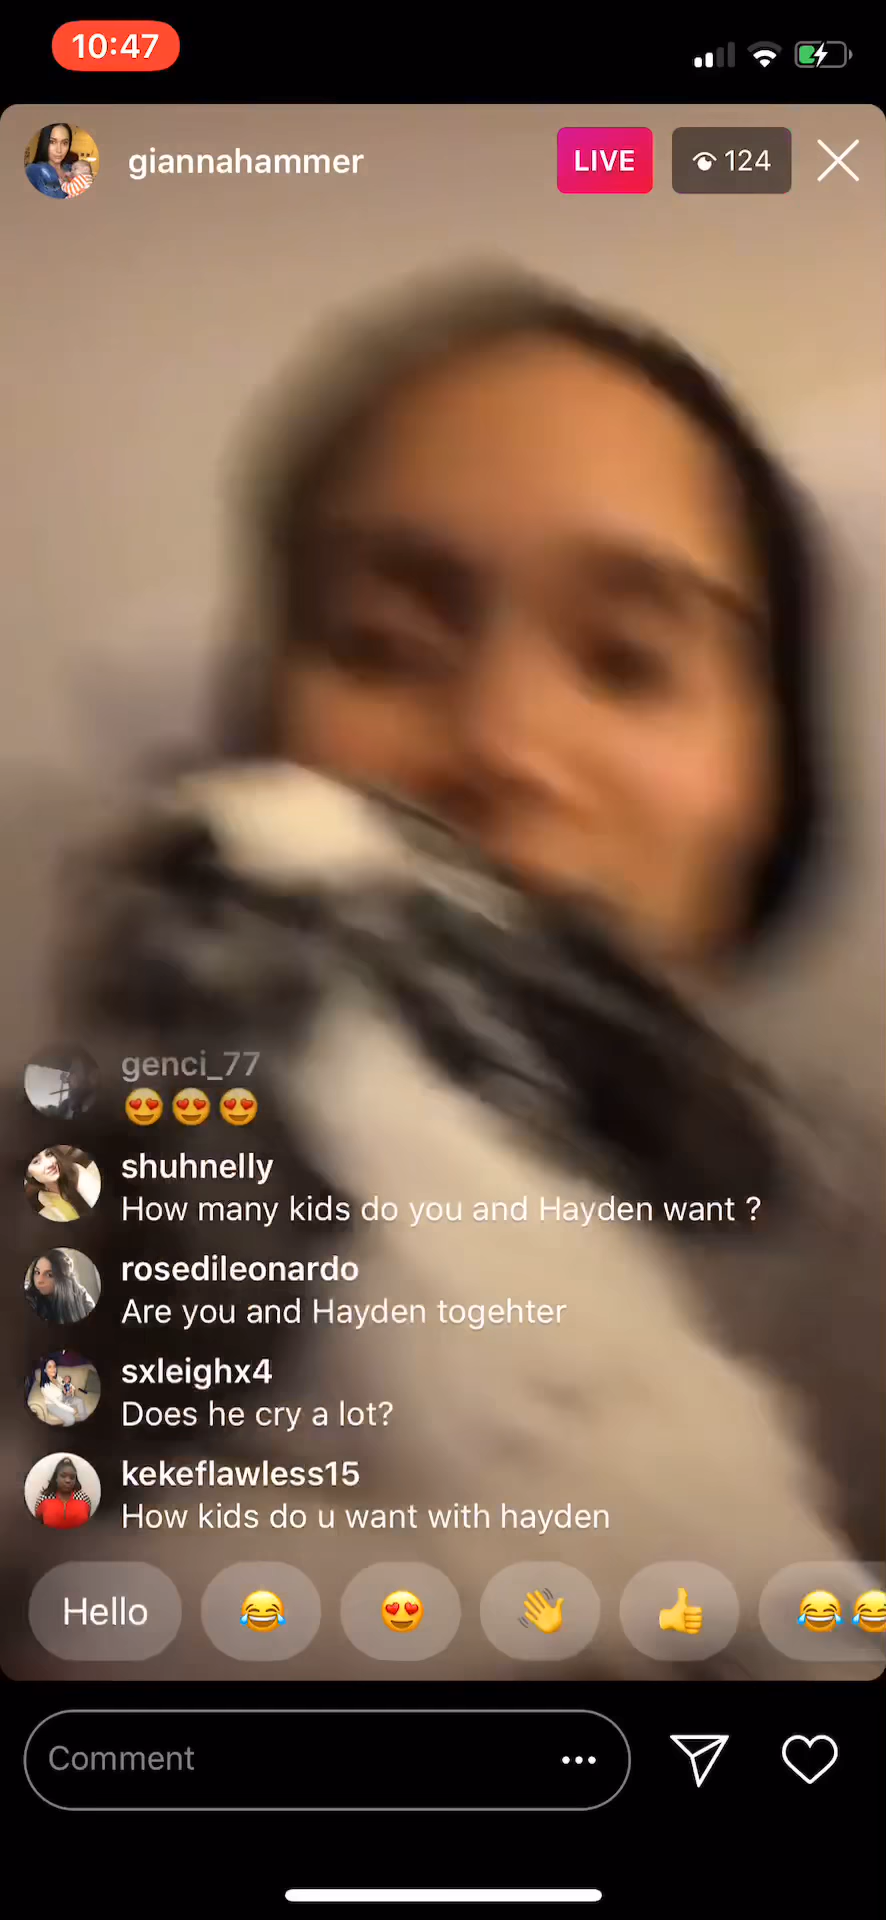 10:47
giannahammer
LIVE
124
genci_77
😍😍😍
shuhnelly
How many kids do you and Hayden want ?
rosedileonardo
Are you and Hayden togehter
sxleighx4
Does he cry a lot?
kekeflawless15
How kids do u want with hayden
Hello
Comment